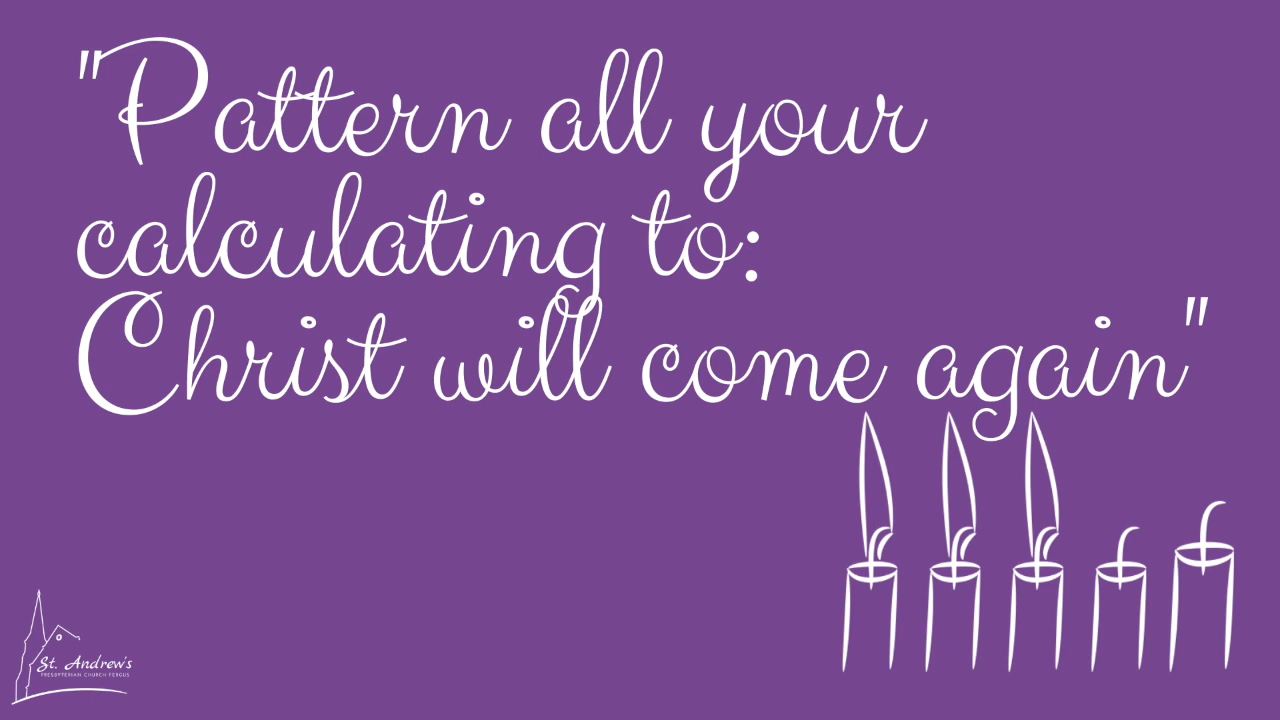 "Pattern all your
calculating to:
Christ will come again"
St. Andrew's
PRESBYTERIAN CHURCH FERGUS